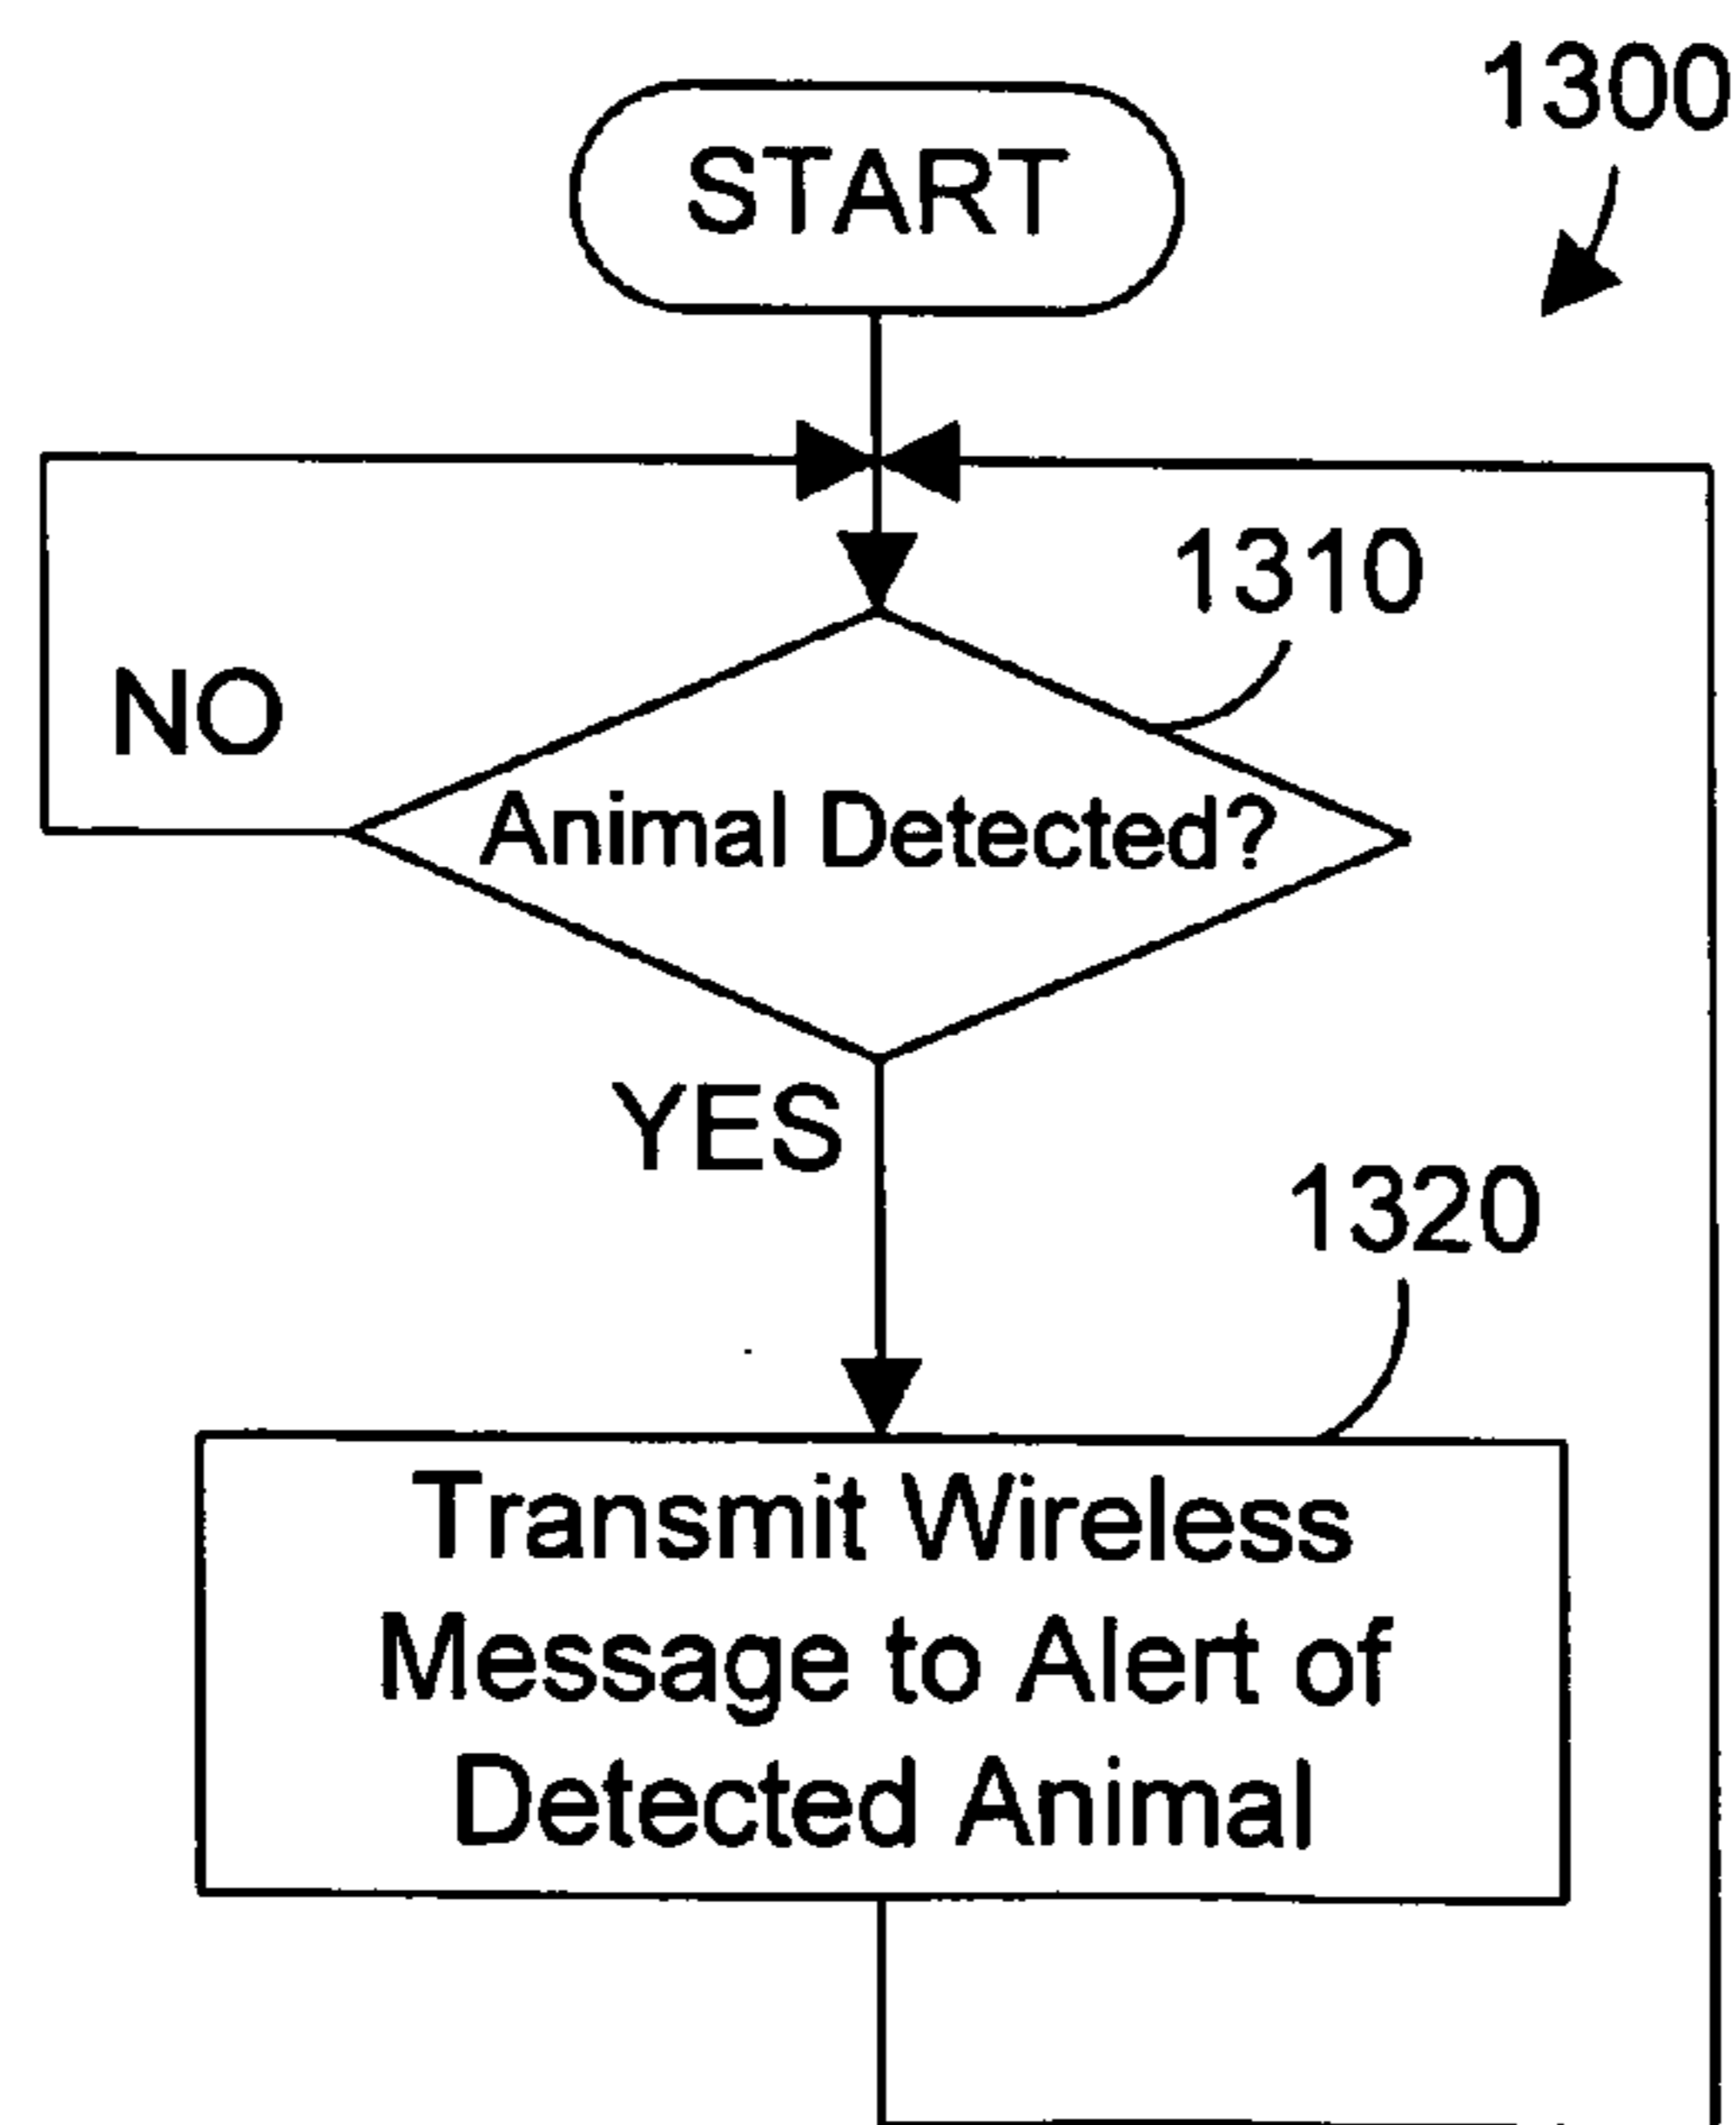 1300
START
1310
NO
Animal Detected?
YES
1320
Transmit Wireless
Message to Alert of
Detected Animal